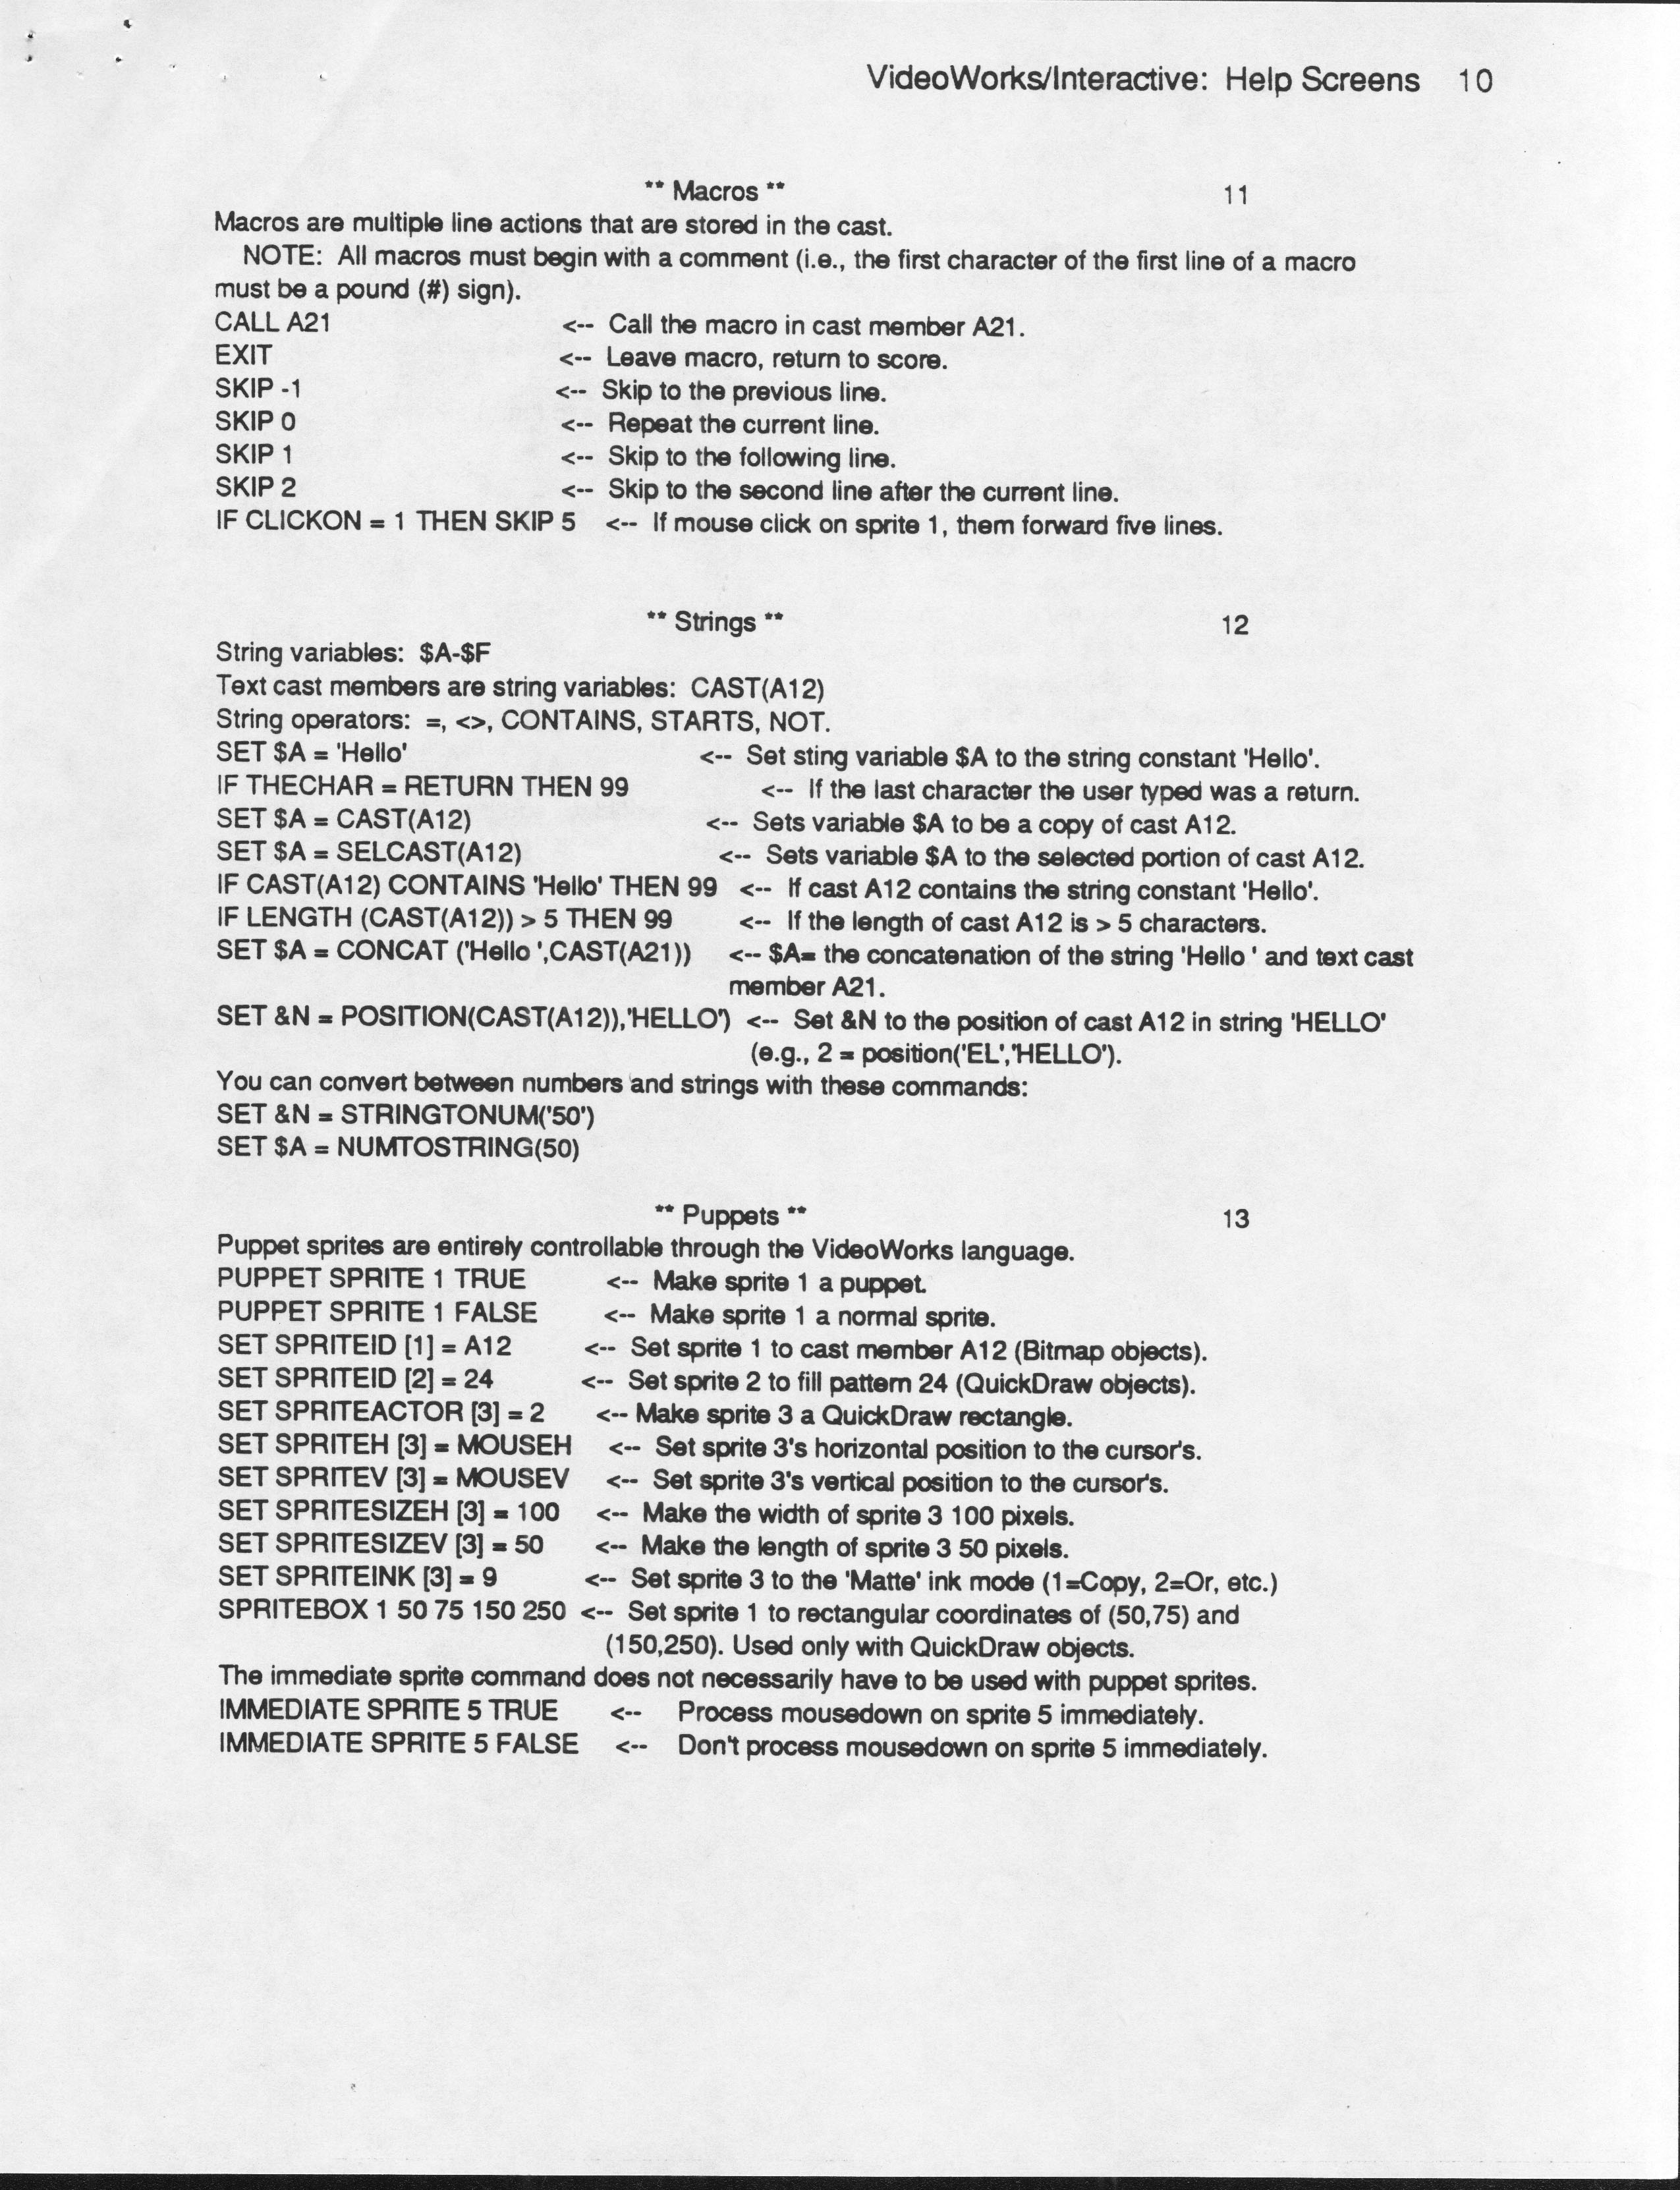 VideoWorks/Interactive: Help Screens 10
** Macros ** 11
Macros are multiple line actions that are stored in the cast.
NOTE: All macros must begin with a comment (i.e., the first character of the first line of a macro
must be a pound (#) sign).
CALL A21 <-- Call the macro in cast member A21.
EXIT <-- Leave macro, return to score.
SKIP -1 <-- Skip to the previous line.
SKIP 0 <-- Repeat the current line.
SKIP 1 <-- Skip to the following line.
SKIP 2 <-- Skip to the second line after the current line.
IF CLICKON = 1 THEN SKIP 5 <-- If mouse click on sprite 1, them forward five lines.
** Strings ** 12
String variables: $A-$F
Text cast members are string variables: CAST(A12)
String operators: =, <>, CONTAINS, STARTS, NOT.
SET $A = 'Hello' <-- Set sting variable $A to the string constant 'Hello'.
IF THECHAR = RETURN THEN 99 <-- If the last character the user typed was a return.
SET $A = CAST(A12) <-- Sets variable $A to be a copy of cast A12.
SET $A = SELCAST(A12) <-- Sets variable $A to the selected portion of cast A12.
IF CAST(A12) CONTAINS 'Hello' THEN 99 <-- If cast A12 contains the string constant 'Hello'.
IF LENGTH (CAST(A12)) > 5 THEN 99 <-- If the length of cast A12 is > 5 characters.
SET $A = CONCAT ('Hello ',CAST(A21)) <-- $A= the concatenation of the string 'Hello ' and text cast
member A21.
SET &N = POSITION(CAST(A12)),'HELLO') <-- Set &N to the position of cast A12 in string 'HELLO'
(e.g., 2 = position('EL','HELLO').
You can convert between numbers and strings with these commands:
SET &N = STRINGTONUM('50')
SET $A = NUMTOSTRING(50)
** Puppets ** 13
Puppet sprites are entirely controllable through the VideoWorks language.
PUPPET SPRITE 1 TRUE <-- Make sprite 1 a puppet.
PUPPET SPRITE 1 FALSE <-- Make sprite 1 a normal sprite.
SET SPRITEID [1] = A12 <-- Set sprite 1 to cast member A12 (Bitmap objects).
SET SPRITEID [2] = 24 <-- Set sprite 2 to fill pattern 24 (QuickDraw objects).
SET SPRITEACTOR [3] = 2 <-- Make sprite 3 a QuickDraw rectangle.
SET SPRITEH [3] = MOUSEH <-- Set sprite 3's horizontal position to the cursor's.
SET SPRITEV [3] = MOUSEV <-- Set sprite 3's vertical position to the cursor's.
SET SPRITESIZEH [3] = 100 <-- Make the width of sprite 3 100 pixels.
SET SPRITESIZEV [3] = 50 <-- Make the length of sprite 3 50 pixels.
SET SPRITEINK [3] = 9 <-- Set sprite 3 to the 'Matte' ink mode (1=Copy, 2=Or, etc.)
SPRITEBOX 1 50 75 150 250 <-- Set sprite 1 to rectangular coordinates of (50,75) and
(150,250). Used only with QuickDraw objects.
The immediate sprite command does not necessarily have to be used with puppet sprites.
IMMEDIATE SPRITE 5 TRUE <-- Process mousedown on sprite 5 immediately.
IMMEDIATE SPRITE 5 FALSE <-- Don't process mousedown on sprite 5 immediately.